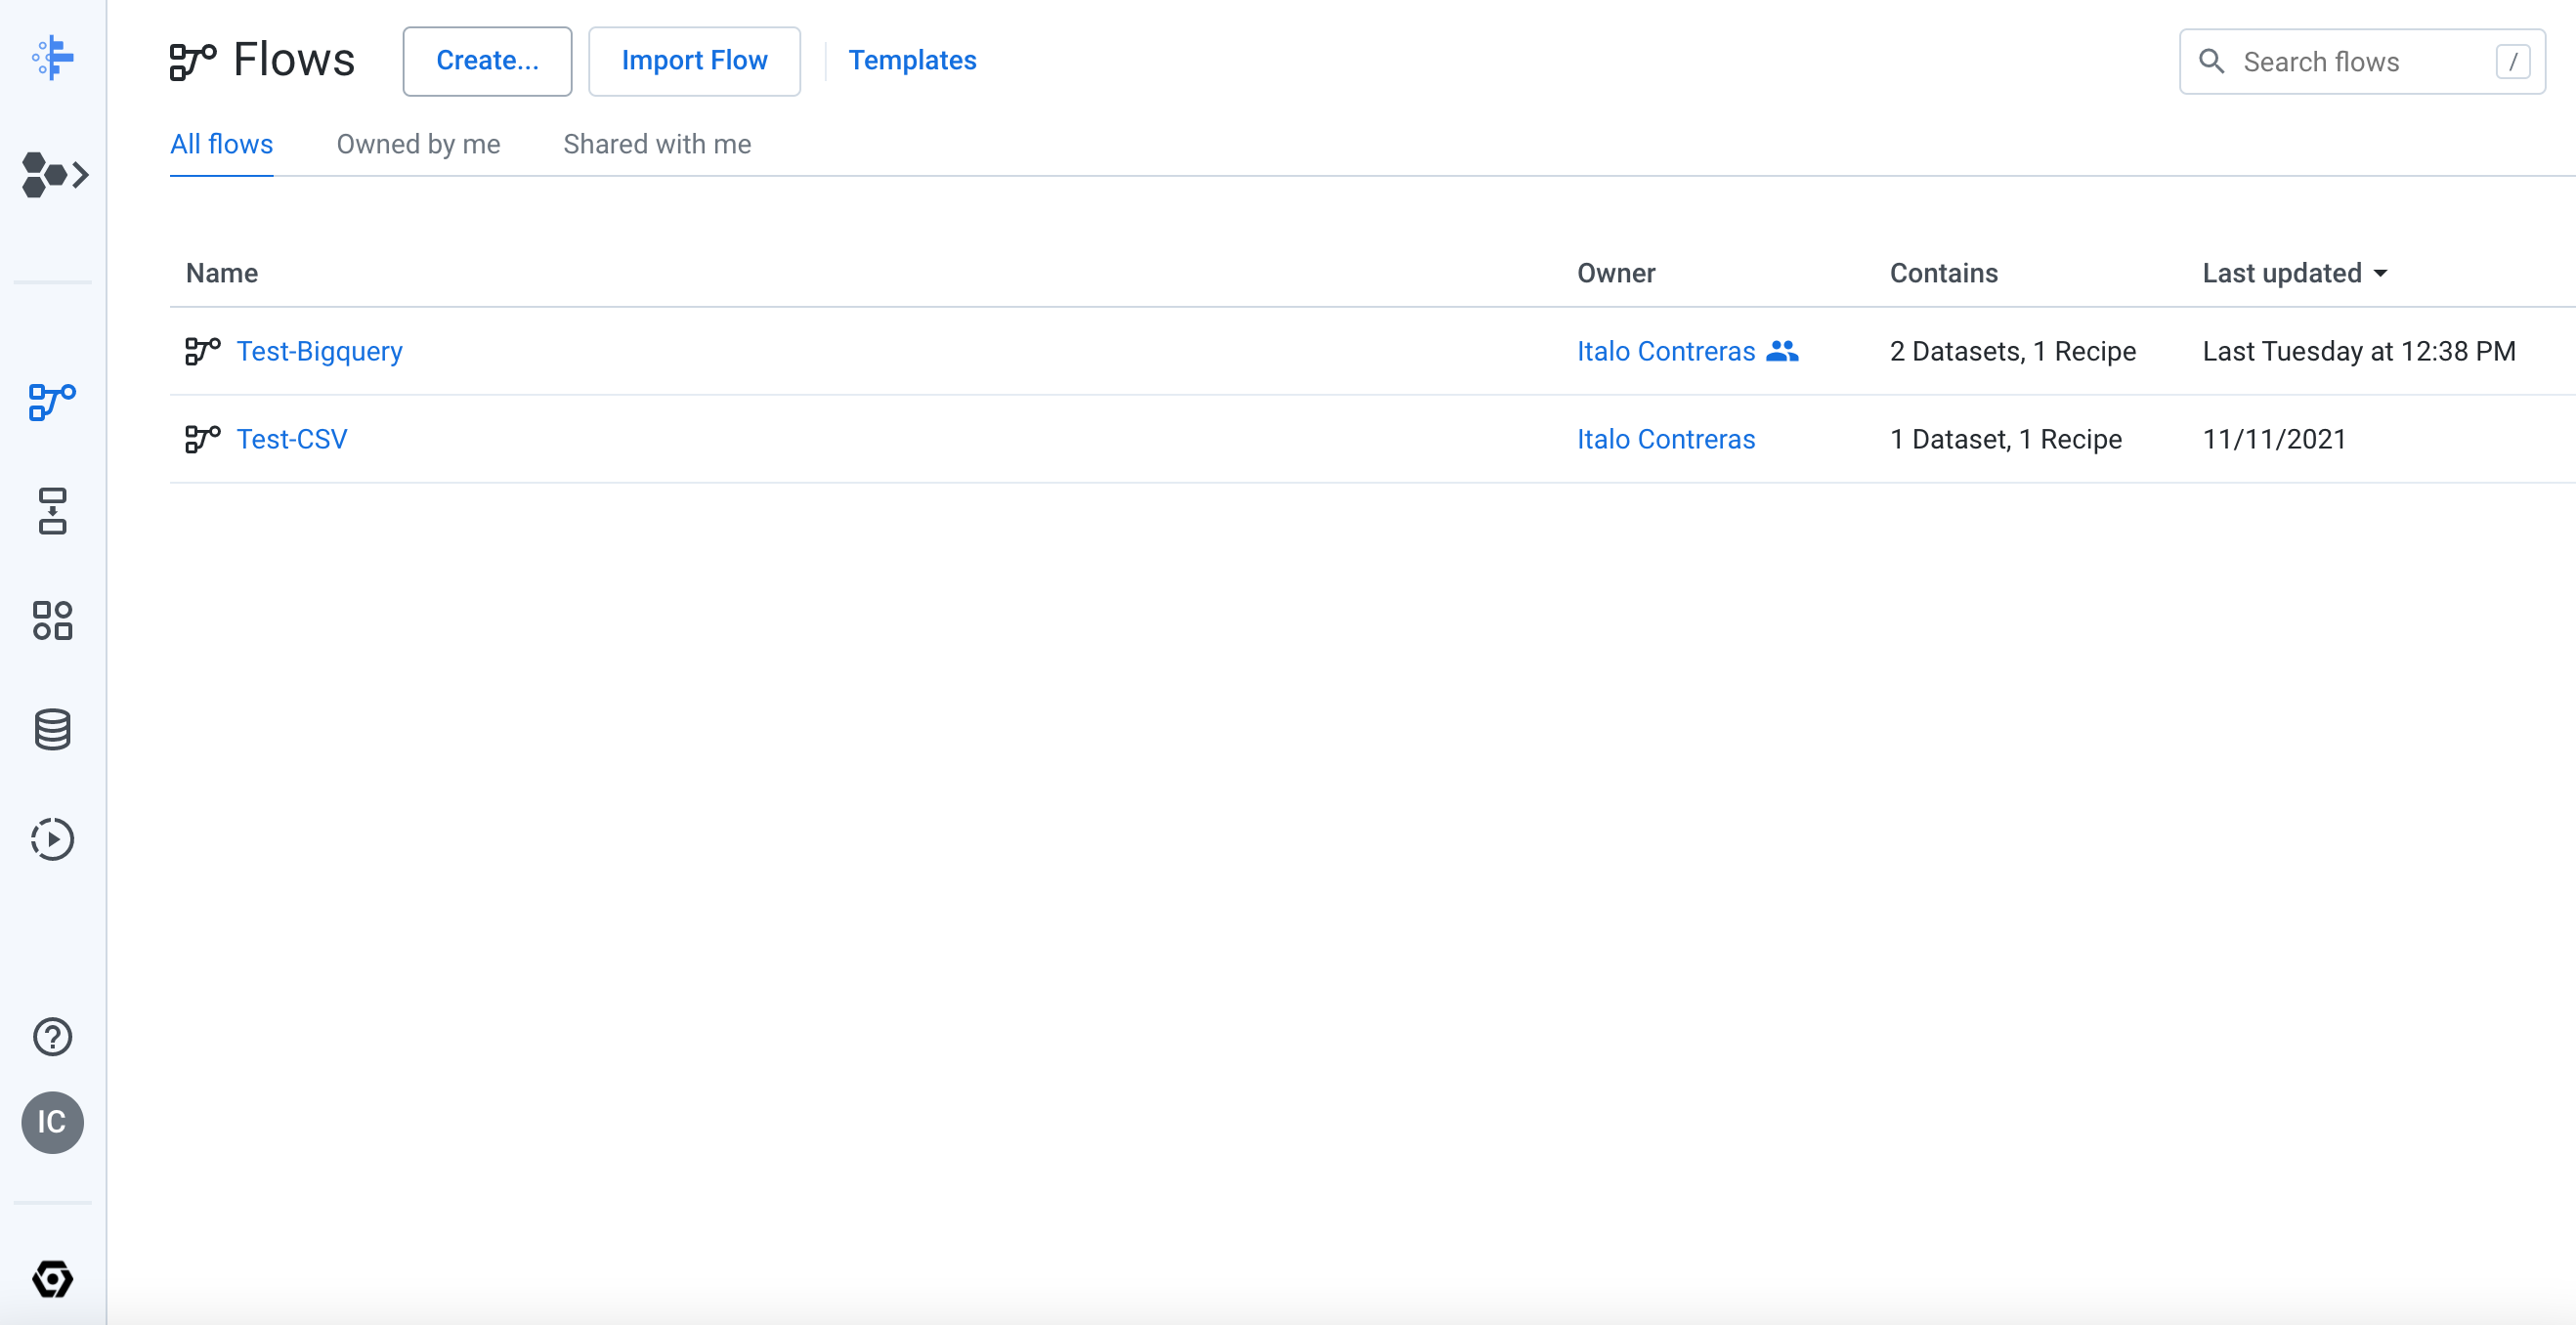 Flows Create... Import Flow Templates Search flows /
All flows Owned by me Shared with me
Name Owner Contains Last updated
Test-Bigquery Italo Contreras 2 Datasets, 1 Recipe Last Tuesday at 12:38 PM
Test-CSV Italo Contreras 1 Dataset, 1 Recipe 11/11/2021
?
IC